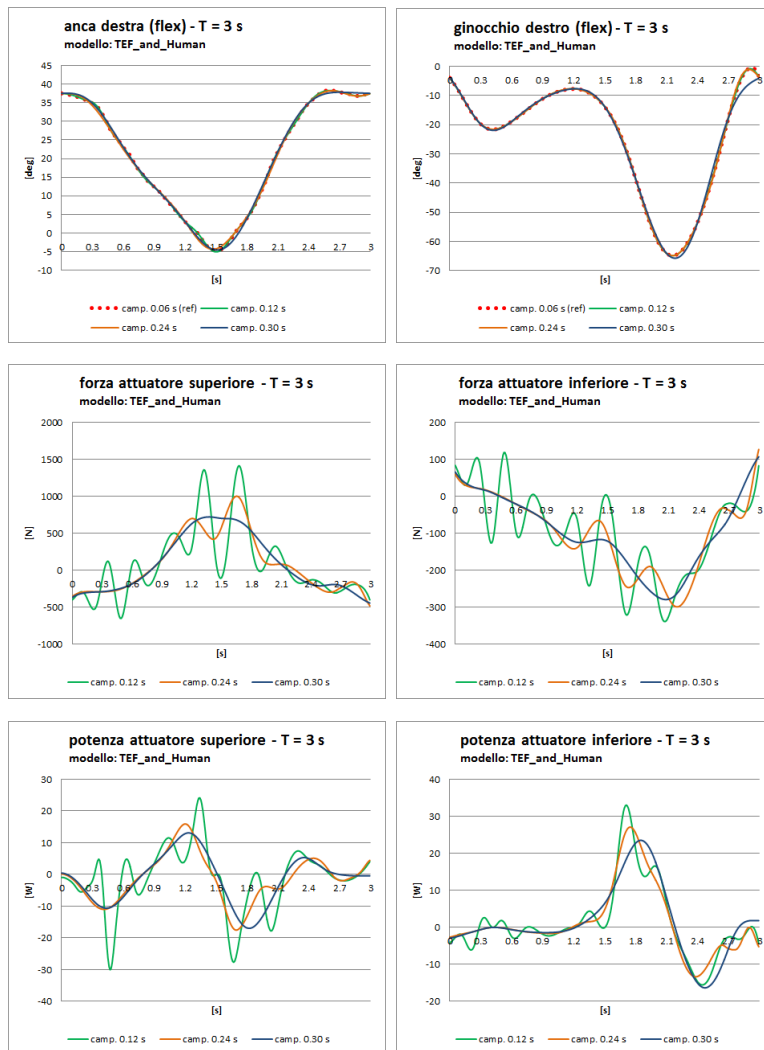 anca destra (flex) - T = 3 s
modello: TEF_and_Human
45
40
35
30
25
20
15
10
5
0
-5
-10
[deg]
0 0.3 0.6 0.9 1.2 1.5 1.8 2.1 2.4 2.7 3
[s]
camp. 0.06 s (ref) camp. 0.12 s
camp. 0.24 s camp. 0.30 s
ginocchio destro (flex) - T = 3 s
modello: TEF_and_Human
0
-10
-20
-30
-40
-50
-60
-70
[deg]
0 0.3 0.6 0.9 1.2 1.5 1.8 2.1 2.4 2.7 3
[s]
camp. 0.06 s (ref) camp. 0.12 s
camp. 0.24 s camp. 0.30 s
forza attuatore superiore - T = 3 s
modello: TEF_and_Human
2000
1500
1000
500
0
-500
-1000
[N]
0 0.3 0.6 0.9 1.2 1.5 1.8 2.1 2.4 2.7 3
[s]
camp. 0.12 s camp. 0.24 s camp. 0.30 s
forza attuatore inferiore - T = 3 s
modello: TEF_and_Human
200
100
0
-100
-200
-300
-400
[N]
0 0.3 0.6 0.9 1.2 1.5 1.8 2.1 2.4 2.7 3
[s]
camp. 0.12 s camp. 0.24 s camp. 0.30 s
potenza attuatore superiore - T = 3 s
modello: TEF_and_Human
30
20
10
0
-10
-20
-30
-40
[W]
0 0.3 0.6 0.9 1.2 1.5 1.8 2.1 2.4 2.7 3
[s]
camp. 0.12 s camp. 0.24 s camp. 0.30 s
potenza attuatore inferiore - T = 3 s
modello: TEF_and_Human
40
30
20
10
0
-10
-20
[W]
0 0.3 0.6 0.9 1.2 1.5 1.8 2.1 2.4 2.7 3
[s]
camp. 0.12 s camp. 0.24 s camp. 0.30 s